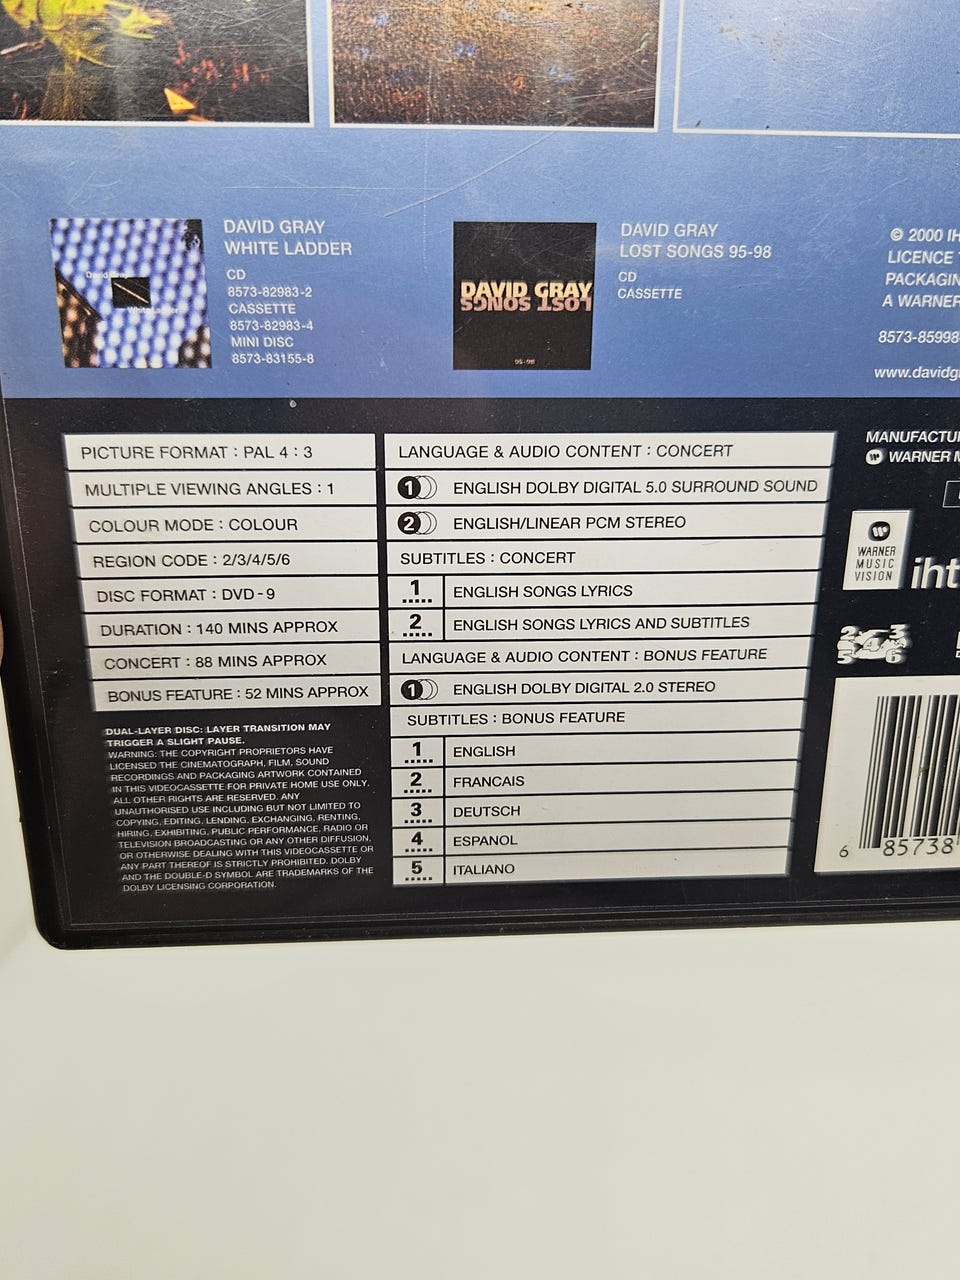 DAVID GRAY
WHITE LADDER
CD
8573-82983-2
CASSETTE
8573-82983-4
MINI DISC
8573-83155-8
David Gray
White Ladder
DAVID GRAY
LOST SONGS
95-98
DAVID GRAY
LOST SONGS 95-98
CD
CASSETTE
© 2000 IH
LICENCE
PACKAGIN
A WARNER
8573-85998
www.davidg
PICTURE FORMAT : PAL 4 : 3
MULTIPLE VIEWING ANGLES : 1
COLOUR MODE : COLOUR
REGION CODE : 2/3/4/5/6
DISC FORMAT : DVD - 9
DURATION : 140 MINS APPROX
CONCERT : 88 MINS APPROX
BONUS FEATURE : 52 MINS APPROX
DUAL-LAYER DISC: LAYER TRANSITION MAY
TRIGGER A SLIGHT PAUSE.
WARNING: THE COPYRIGHT PROPRIETORS HAVE
LICENSED THE CINEMATOGRAPH, FILM, SOUND
RECORDINGS AND PACKAGING ARTWORK CONTAINED
IN THIS VIDEOCASSETTE FOR PRIVATE HOME USE ONLY.
ALL OTHER RIGHTS ARE RESERVED. ANY
UNAUTHORISED USE INCLUDING BUT NOT LIMITED TO
COPYING, EDITING, LENDING, EXCHANGING, RENTING,
HIRING, EXHIBITING, PUBLIC PERFORMANCE, RADIO OR
TELEVISION BROADCASTING OR ANY OTHER DIFFUSION,
OR OTHERWISE DEALING WITH THIS VIDEOCASSETTE OR
ANY PART THEREOF IS STRICTLY PROHIBITED. DOLBY
AND THE DOUBLE-D SYMBOL ARE TRADEMARKS OF THE
DOLBY LICENSING CORPORATION.
LANGUAGE & AUDIO CONTENT : CONCERT
1 ENGLISH DOLBY DIGITAL 5.0 SURROUND SOUND
2 ENGLISH/LINEAR PCM STEREO
SUBTITLES : CONCERT
1 ENGLISH SONGS LYRICS
2 ENGLISH SONGS LYRICS AND SUBTITLES
LANGUAGE & AUDIO CONTENT : BONUS FEATURE
1 ENGLISH DOLBY DIGITAL 2.0 STEREO
SUBTITLES : BONUS FEATURE
1 ENGLISH
2 FRANCAIS
3 DEUTSCH
4 ESPANOL
5 ITALIANO
MANUFACTU
WARNER M
WARNER
MUSIC
VISION
iht
2 3
4
5 6
6 85738